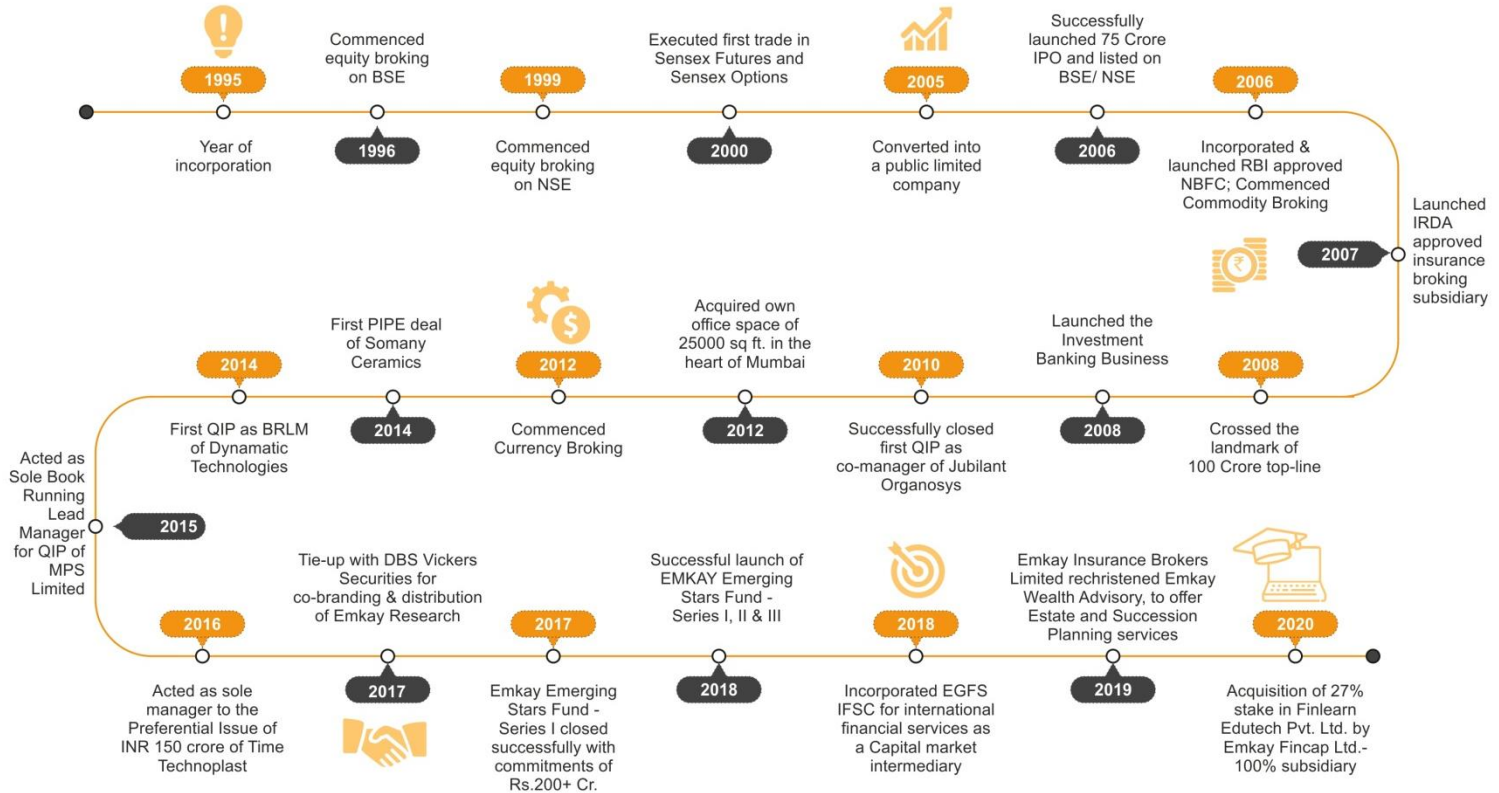 1995
Year of
incorporation
Commenced
equity broking
on BSE
1996
1999
Commenced
equity broking
on NSE
Executed first trade in
Sensex Futures and
Sensex Options
2000
2005
Converted into
a public limited
company
Successfully
launched 75 Crore
IPO and listed on
BSE/ NSE
2006
2006
Incorporated &
launched RBI approved
NBFC; Commenced
Commodity Broking
2007
Launched
IRDA
approved
insurance
broking
subsidiary
₹
2008
Crossed the
landmark of
100 Crore top-line
Launched the
Investment
Banking Business
2008
2010
Successfully closed
first QIP as
co-manager of Jubilant
Organosys
Acquired own
office space of
25000 sq ft. in the
heart of Mumbai
2012
$
2012
Commenced
Currency Broking
First PIPE deal
of Somany
Ceramics
2014
2014
First QIP as BRLM
of Dynamatic
Technologies
Acted as
Sole Book
Running
Lead
Manager
for QIP of
MPS
Limited
2015
2016
Acted as sole
manager to the
Preferential Issue of
INR 150 crore of Time
Technoplast
Tie-up with DBS Vickers
Securities for
co-branding & distribution
of Emkay Research
2017
2017
Emkay Emerging
Stars Fund -
Series I closed
successfully with
commitments of
Rs.200+ Cr.
Successful launch of
EMKAY Emerging
Stars Fund -
Series I, II & III
2018
2018
Incorporated EGFS
IFSC for international
financial services as
a Capital market
intermediary
Emkay Insurance Brokers
Limited rechristened Emkay
Wealth Advisory, to offer
Estate and Succession
Planning services
2019
2020
Acquisition of 27%
stake in Finlearn
Edutech Pvt. Ltd. by
Emkay Fincap Ltd.-
100% subsidiary